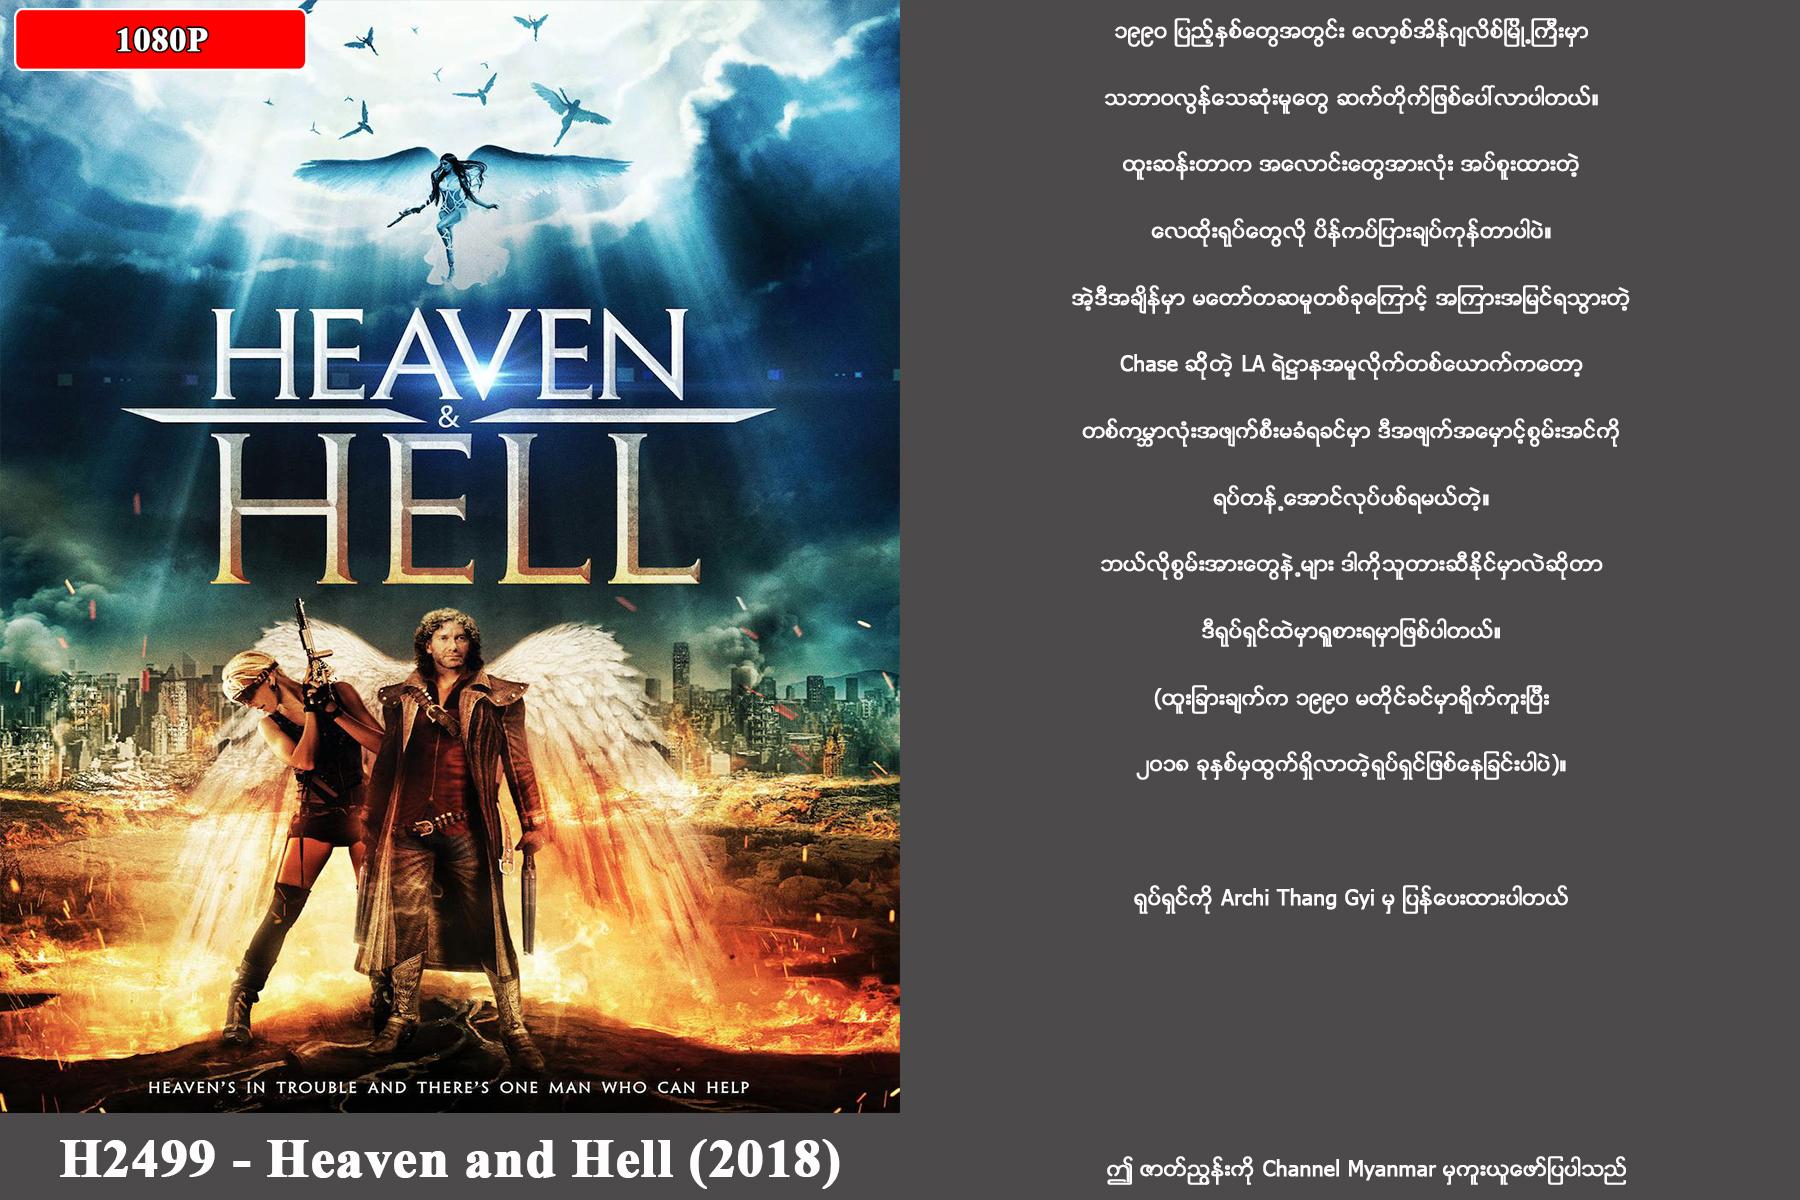 1080P
HEAVEN
&
HELL
HEAVEN'S IN TROUBLE AND THERE'S ONE MAN WHO CAN HELP
H2499 - Heaven and Hell (2018)
၁၉၉၀ ပြည့်နှစ်တွေအတွင်း လော့စ်အိန်ဂျလိစ်မြို့ကြီးမှာ
သဘာဝလွန်သေဆုံးမှုတွေ ဆက်တိုက်ဖြစ်ပေါ်လာပါတယ်။
ထူးဆန်းတာက အလောင်းတွေအားလုံး အပ်စူးထားတဲ့
လေထိုးရုပ်တွေလို ပိန်ကပ်ပြားချပ်ကုန်တာပါပဲ။
အဲ့ဒီအချိန်မှာ မတော်တဆမှုတစ်ခုကြောင့် အကြားအမြင်ရသွားတဲ့
Chase ဆိုတဲ့ LA ရဲဌာနအမှုလိုက်တစ်ယောက်ကတော့
တစ်ကမ္ဘာလုံးအဖျက်စီးမခံရခင်မှာ ဒီအဖျက်အမှောင့်စွမ်းအင်ကို
ရပ်တန့်အောင်လုပ်ပစ်ရမယ်တဲ့။
ဘယ်လိုစွမ်းအားတွေနဲ့များ ဒါကိုသူတားဆီနိုင်မှာလဲဆိုတာ
ဒီရုပ်ရှင်ထဲမှာရှုစားရမှာဖြစ်ပါတယ်။
(ထူးခြားချက်က ၁၉၉၀ မတိုင်ခင်မှာရိုက်ကူးပြီး
၂၀၁၈ ခုနှစ်မှထွက်ရှိလာတဲ့ရုပ်ရှင်ဖြစ်နေခြင်းပါပဲ)။
ရုပ်ရှင်ကို Archi Thang Gyi မှ ပြန်ပေးထားပါတယ်
ဤ ဇာတ်ညွှန်းကို Channel Myanmar မှကူးယူဖော်ပြပါသည်